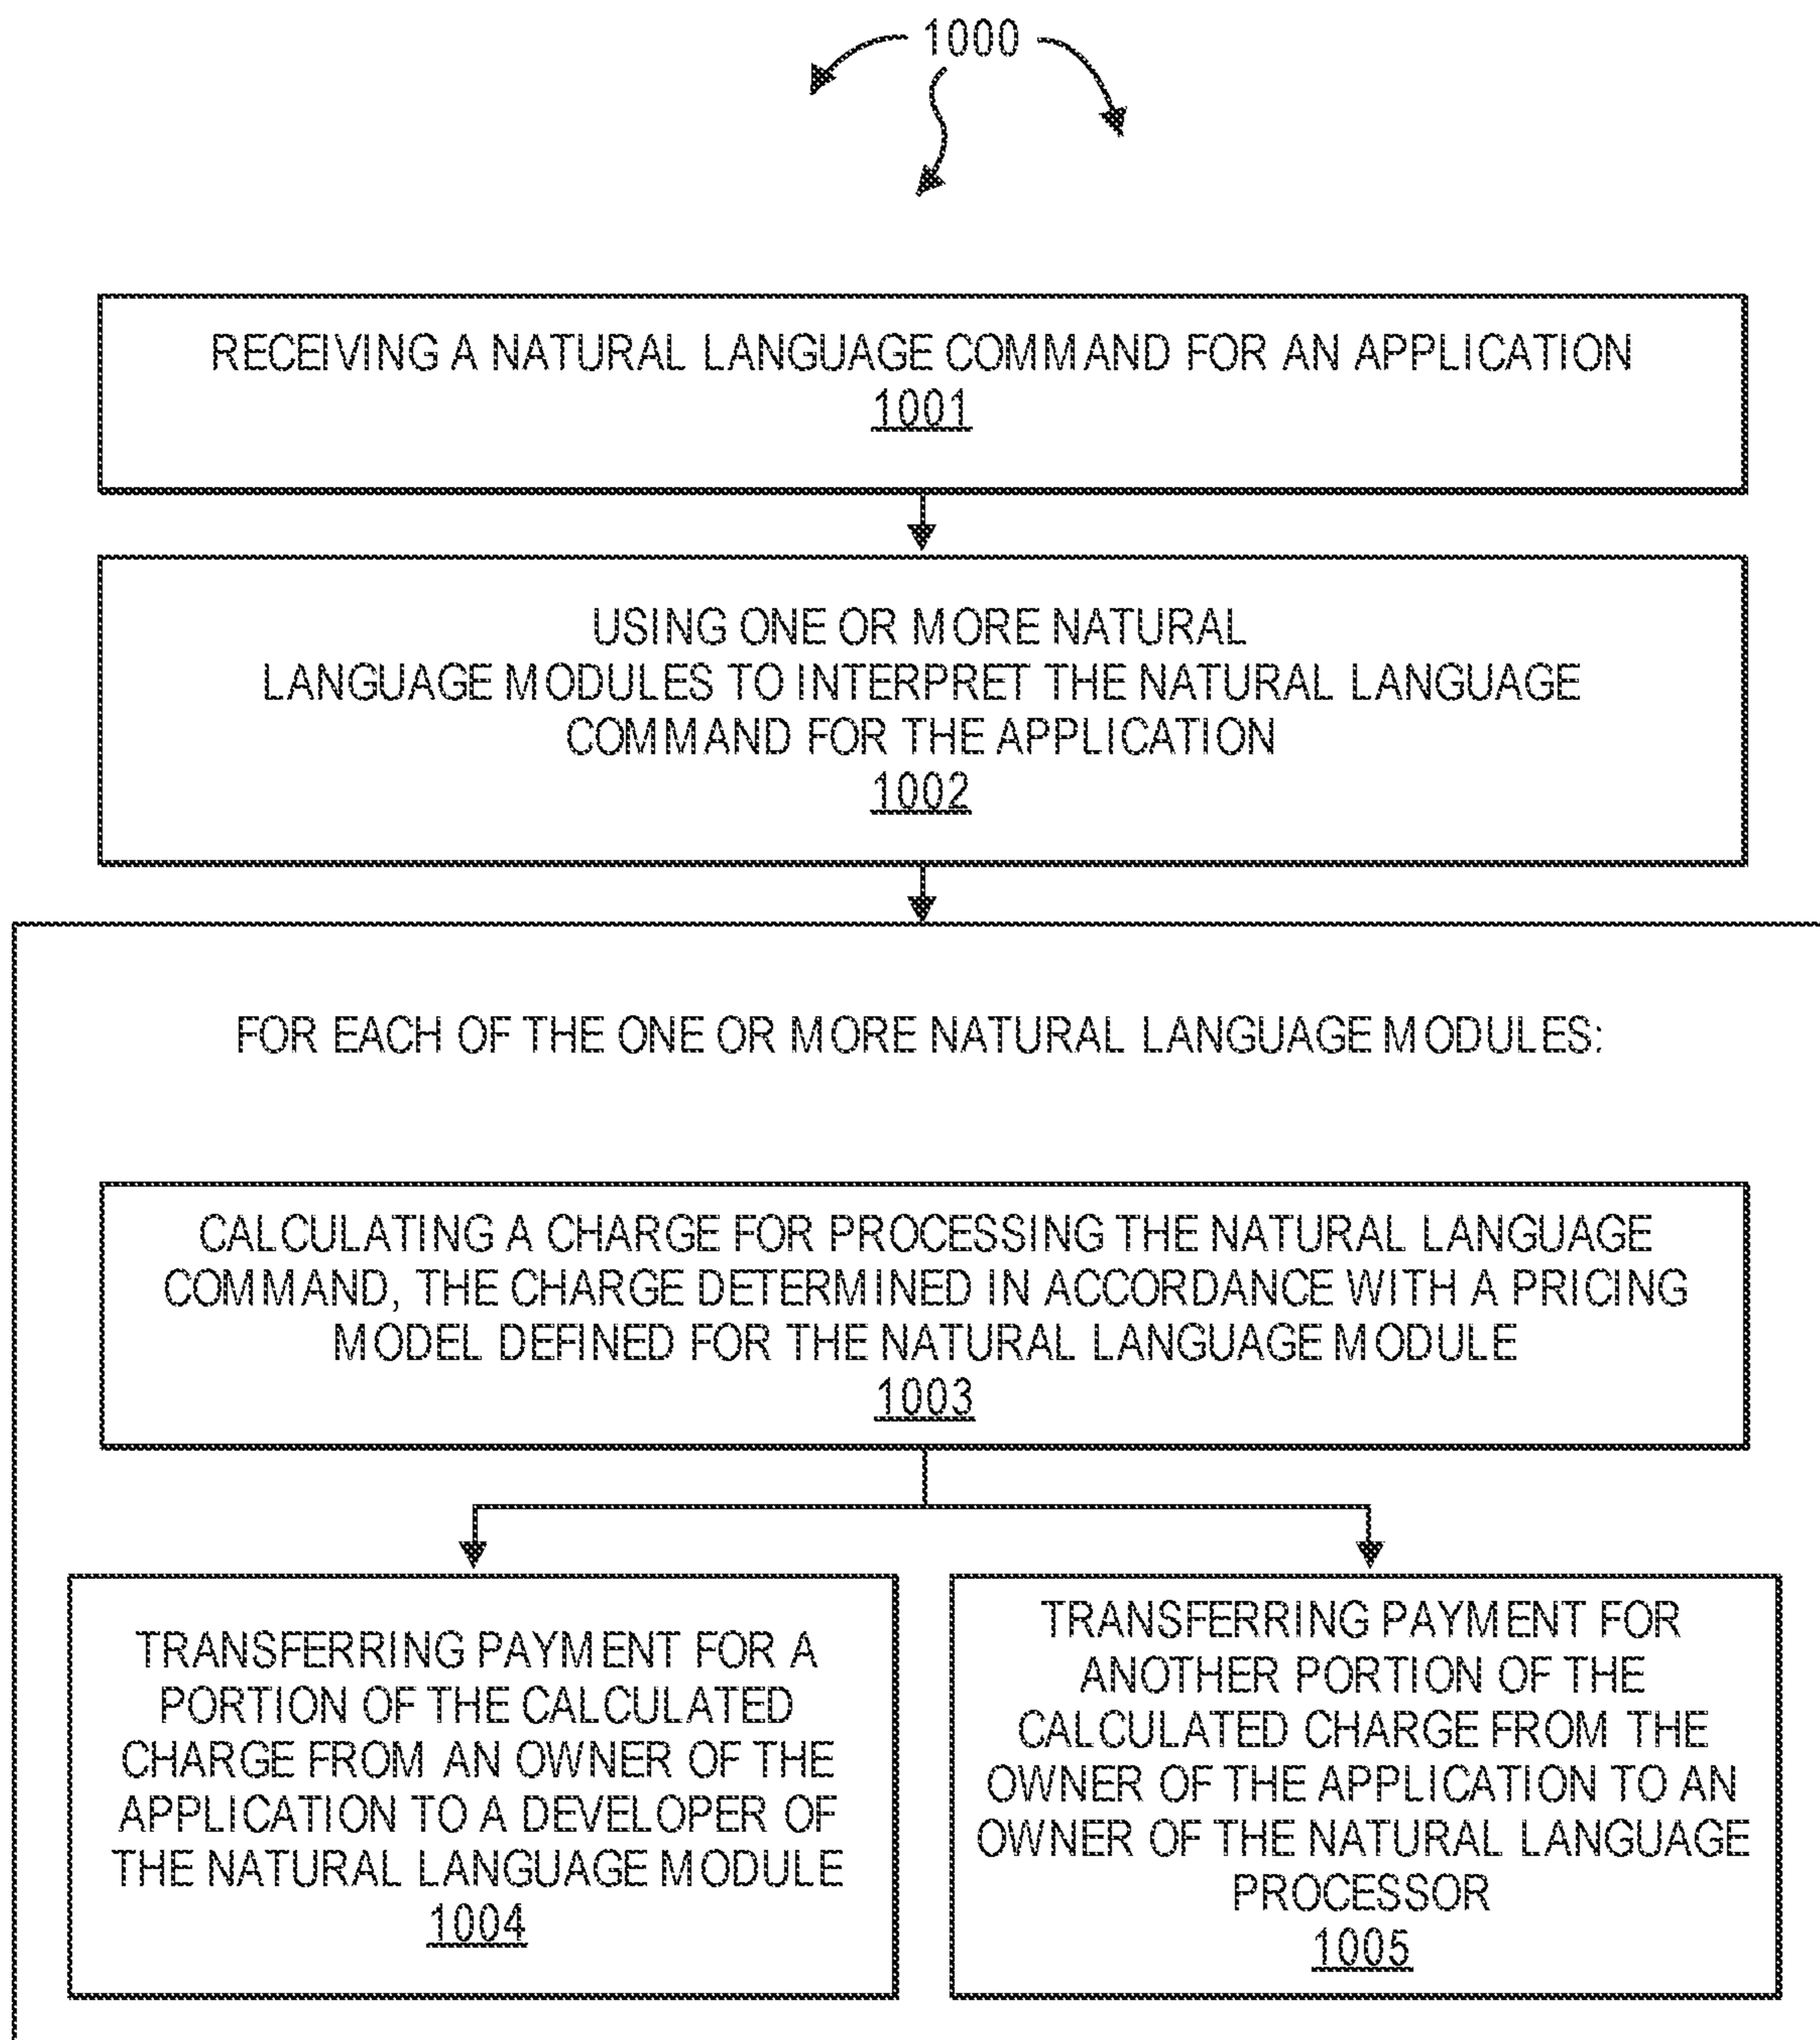 1000
RECEIVING A NATURAL LANGUAGE COMMAND FOR AN APPLICATION
1001
USING ONE OR MORE NATURAL
LANGUAGE MODULES TO INTERPRET THE NATURAL LANGUAGE
COMMAND FOR THE APPLICATION
1002
FOR EACH OF THE ONE OR MORE NATURAL LANGUAGE MODULES:
CALCULATING A CHARGE FOR PROCESSING THE NATURAL LANGUAGE
COMMAND, THE CHARGE DETERMINED IN ACCORDANCE WITH A PRICING
MODEL DEFINED FOR THE NATURAL LANGUAGE MODULE
1003
TRANSFERRING PAYMENT FOR A
PORTION OF THE CALCULATED
CHARGE FROM AN OWNER OF THE
APPLICATION TO A DEVELOPER OF
THE NATURAL LANGUAGE MODULE
1004
TRANSFERRING PAYMENT FOR
ANOTHER PORTION OF THE
CALCULATED CHARGE FROM THE
OWNER OF THE APPLICATION TO AN
OWNER OF THE NATURAL LANGUAGE
PROCESSOR
1005